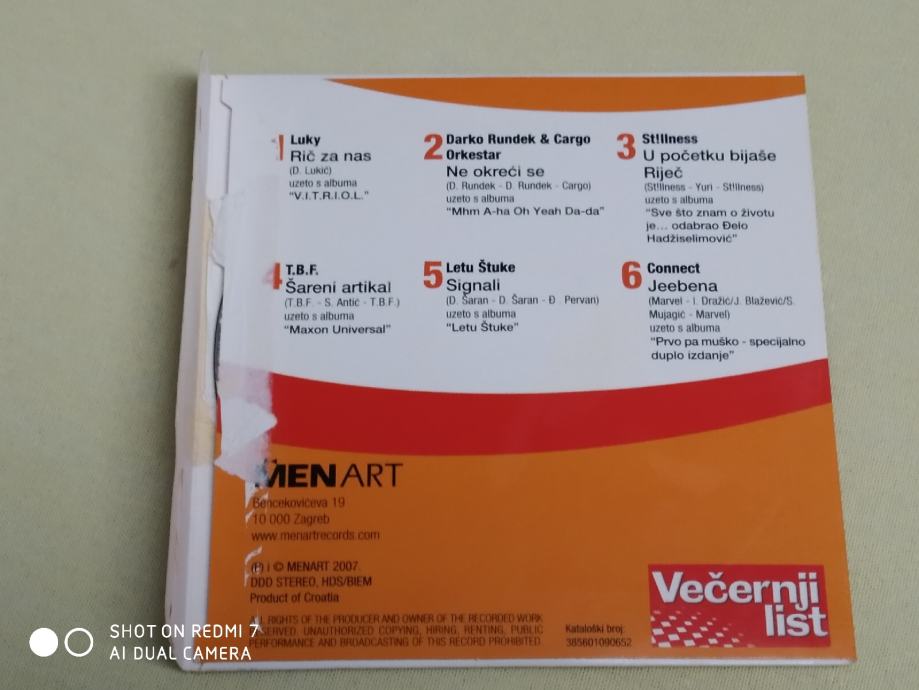 1 Luky
Rič za nas
(D. Lukić)
uzeto s albuma
"V.I.T.R.I.O.L."
2 Darko Rundek & Cargo
Orkestar
Ne okreći se
(D. Rundek - D. Rundek - Cargo)
uzeto s albuma
"Mhm A-ha Oh Yeah Da-da"
3 St!llness
U početku bijaše
Riječ
(St!llness - Yuri - St!llness)
uzeto s albuma
"Sve što znam o životu
je... odabrao Đelo
Hadžiselimović"
4 T.B.F.
Šareni artikal
(T.B.F. - S. Antić - T.B.F.)
uzeto s albuma
"Maxon Universal"
5 Letu Štuke
Signali
(D. Šaran - D. Šaran - Đ. Pervan)
uzeto s albuma
"Letu Štuke"
6 Connect
Jeebena
(Marvel - I. Dražić/J. Blažević/S.
Mujagić - Marvel)
uzeto s albuma
"Prvo pa muško - specijalno
duplo izdanje"
MENART
Bencekovićeva 19
10 000 Zagreb
www.menartrecords.com
(P) i © MENART 2007.
DDD STEREO, HDS/BIEM
Product of Croatia
ALL RIGHTS OF THE PRODUCER AND OWNER OF THE RECORDED WORK
RESERVED. UNAUTHORIZED COPYING, HIRING, RENTING, PUBLIC
PERFORMANCE AND BROADCASTING OF THIS RECORD PROHIBITED.
Kataloški broj:
385601090652
Večernji
list
SHOT ON REDMI 7
AI DUAL CAMERA